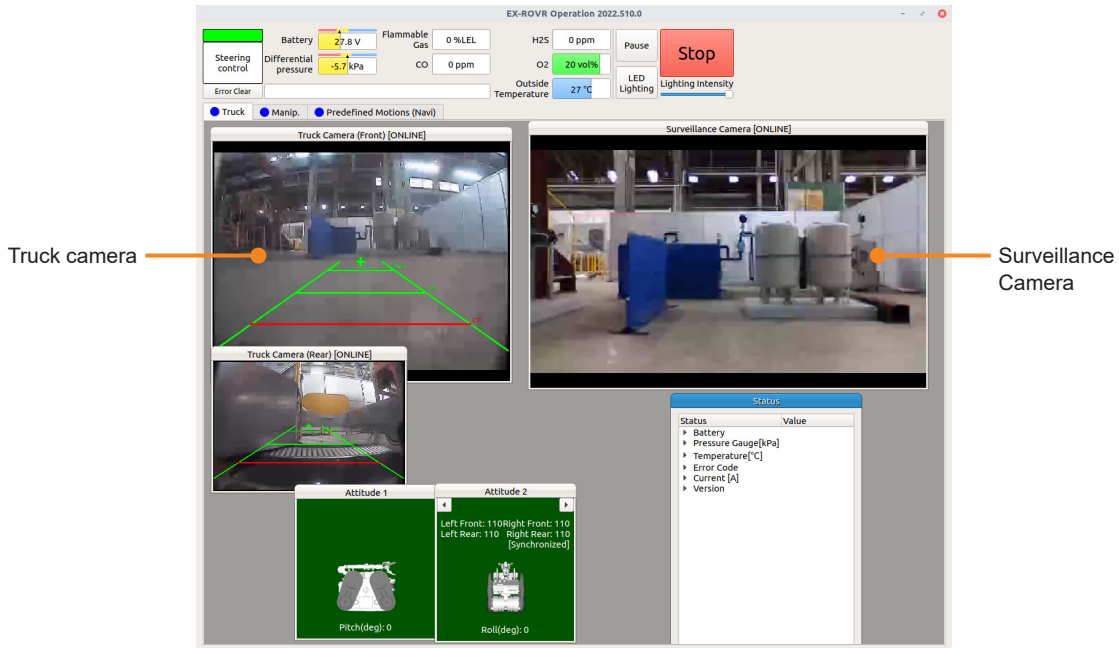 EX-ROVR Operation 2022.510.0
Steering control
Error Clear
Battery 27.8 V
Differential pressure -5.7 kPa
Flammable Gas 0 %LEL
CO 0 ppm
H2S 0 ppm
O2 20 vol%
Outside Temperature 27 °C
Pause
LED Lighting
Stop
Lighting Intensity
Truck
Manip.
Predefined Motions (Navi)
Truck Camera (Front) [ONLINE]
Surveillance Camera [ONLINE]
Truck camera
Surveillance
Camera
Truck Camera (Rear) [ONLINE]
Status
Status Value
Battery
Pressure Gauge[kPa]
Temperature[°C]
Error Code
Current [A]
Version
Attitude 1
Pitch(deg): 0
Attitude 2
Left Front: 110Right Front: 110
Left Rear: 110 Right Rear: 110
[Synchronized]
Roll(deg): 0